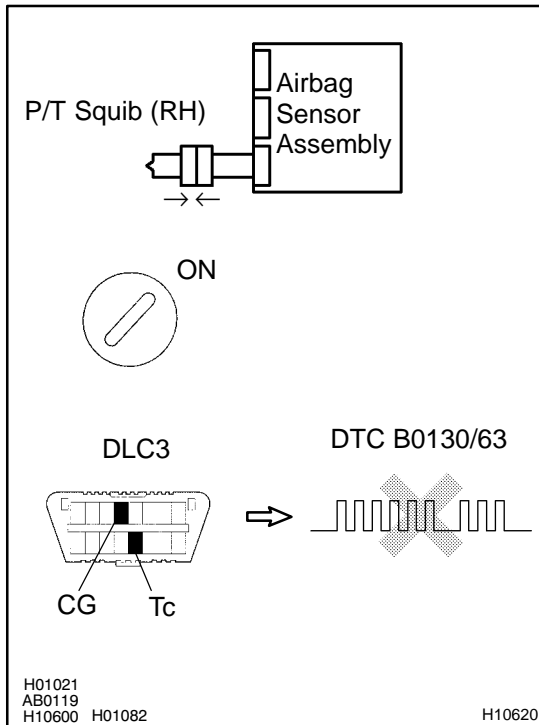 P/T Squib (RH)
Airbag
Sensor
Assembly
ON
DLC3
DTC B0130/63
CG
Tc
H01021
AB0119
H10600 H01082
H10620